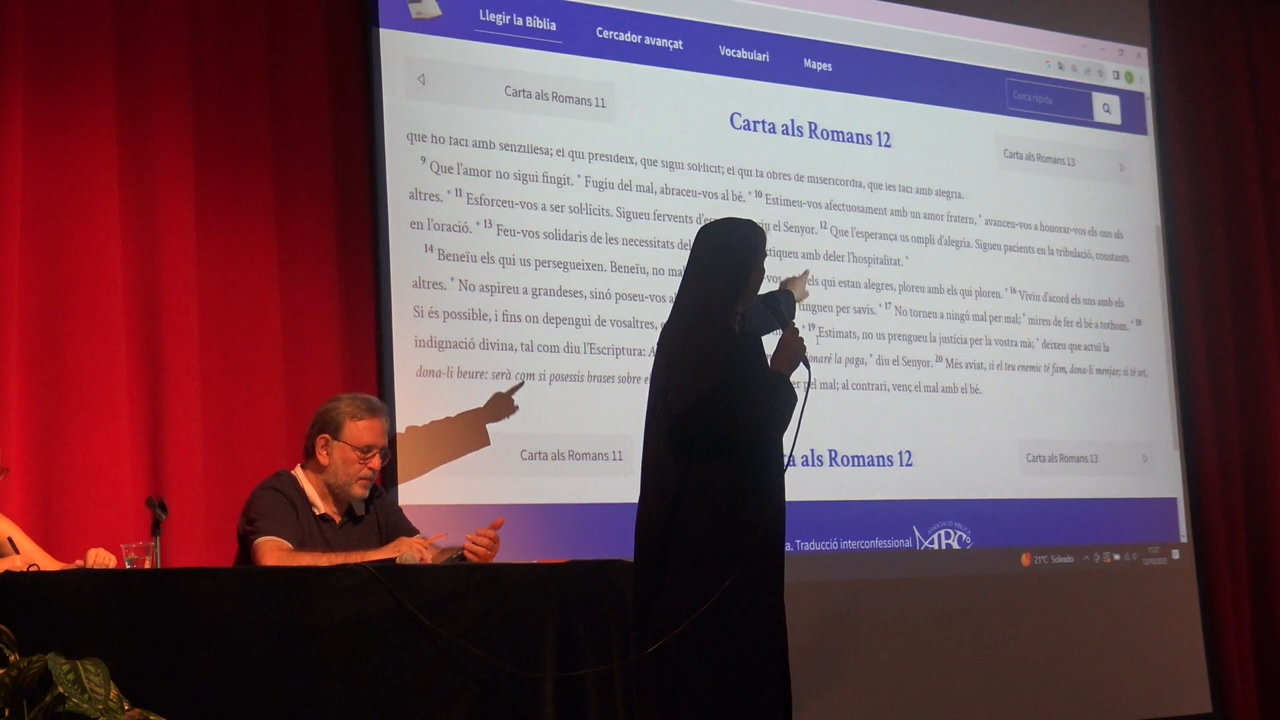 Llegir la Bíblia
Cercador avançat
Vocabulari
Mapes
Cerca ràpida
Carta als Romans 11
Carta als Romans 12
Carta als Romans 13
que ho faci amb senzillesa; el qui presideix, que sigui sol·lícit; el qui fa obres de misericòrdia, que les faci amb alegria.
9 Que l'amor no sigui fingit. * Fugiu del mal, abraceu-vos al bé. * 10 Estimeu-vos afectuosament amb un amor fratern, * avanceu-vos a honorar-vos els uns als
altres. * 11 Esforceu-vos a ser sol·lícits. Sigueu fervents el Senyor. 12 Que l'esperança us ompli d'alegria. Sigueu pacients en la tribulació, constants
en l'oració. * 13 Feu-vos solidaris de les necessitats del amb deler l'hospitalitat. *
14 Beneïu els qui us persegueixen. Beneïu, no els qui estan alegres, ploreu amb els qui ploren. * 16 Viviu d'acord els uns amb els
altres. * No aspireu a grandeses, sinó poseu-vos tingueu per savis. * 17 No torneu a ningú mal per mal; * mireu de fer el bé a tothom. * 18
Si és possible, i fins on depengui de vosaltres, * 19 Estimats, no us prengueu la justícia per la vostra mà; * deixeu que actuï la
indignació divina, tal com diu l'Escriptura: la paga, * diu el Senyor. 20 Més aviat, si el teu enemic té fam, dona-li menjar; si té set,
dona-li beure: serà com si posessis brases sobre pel mal; al contrari, venç el mal amb el bé.
Carta als Romans 11
als Romans 12
Carta als Romans 13
Traducció interconfessional
ABC
21°C Soleado